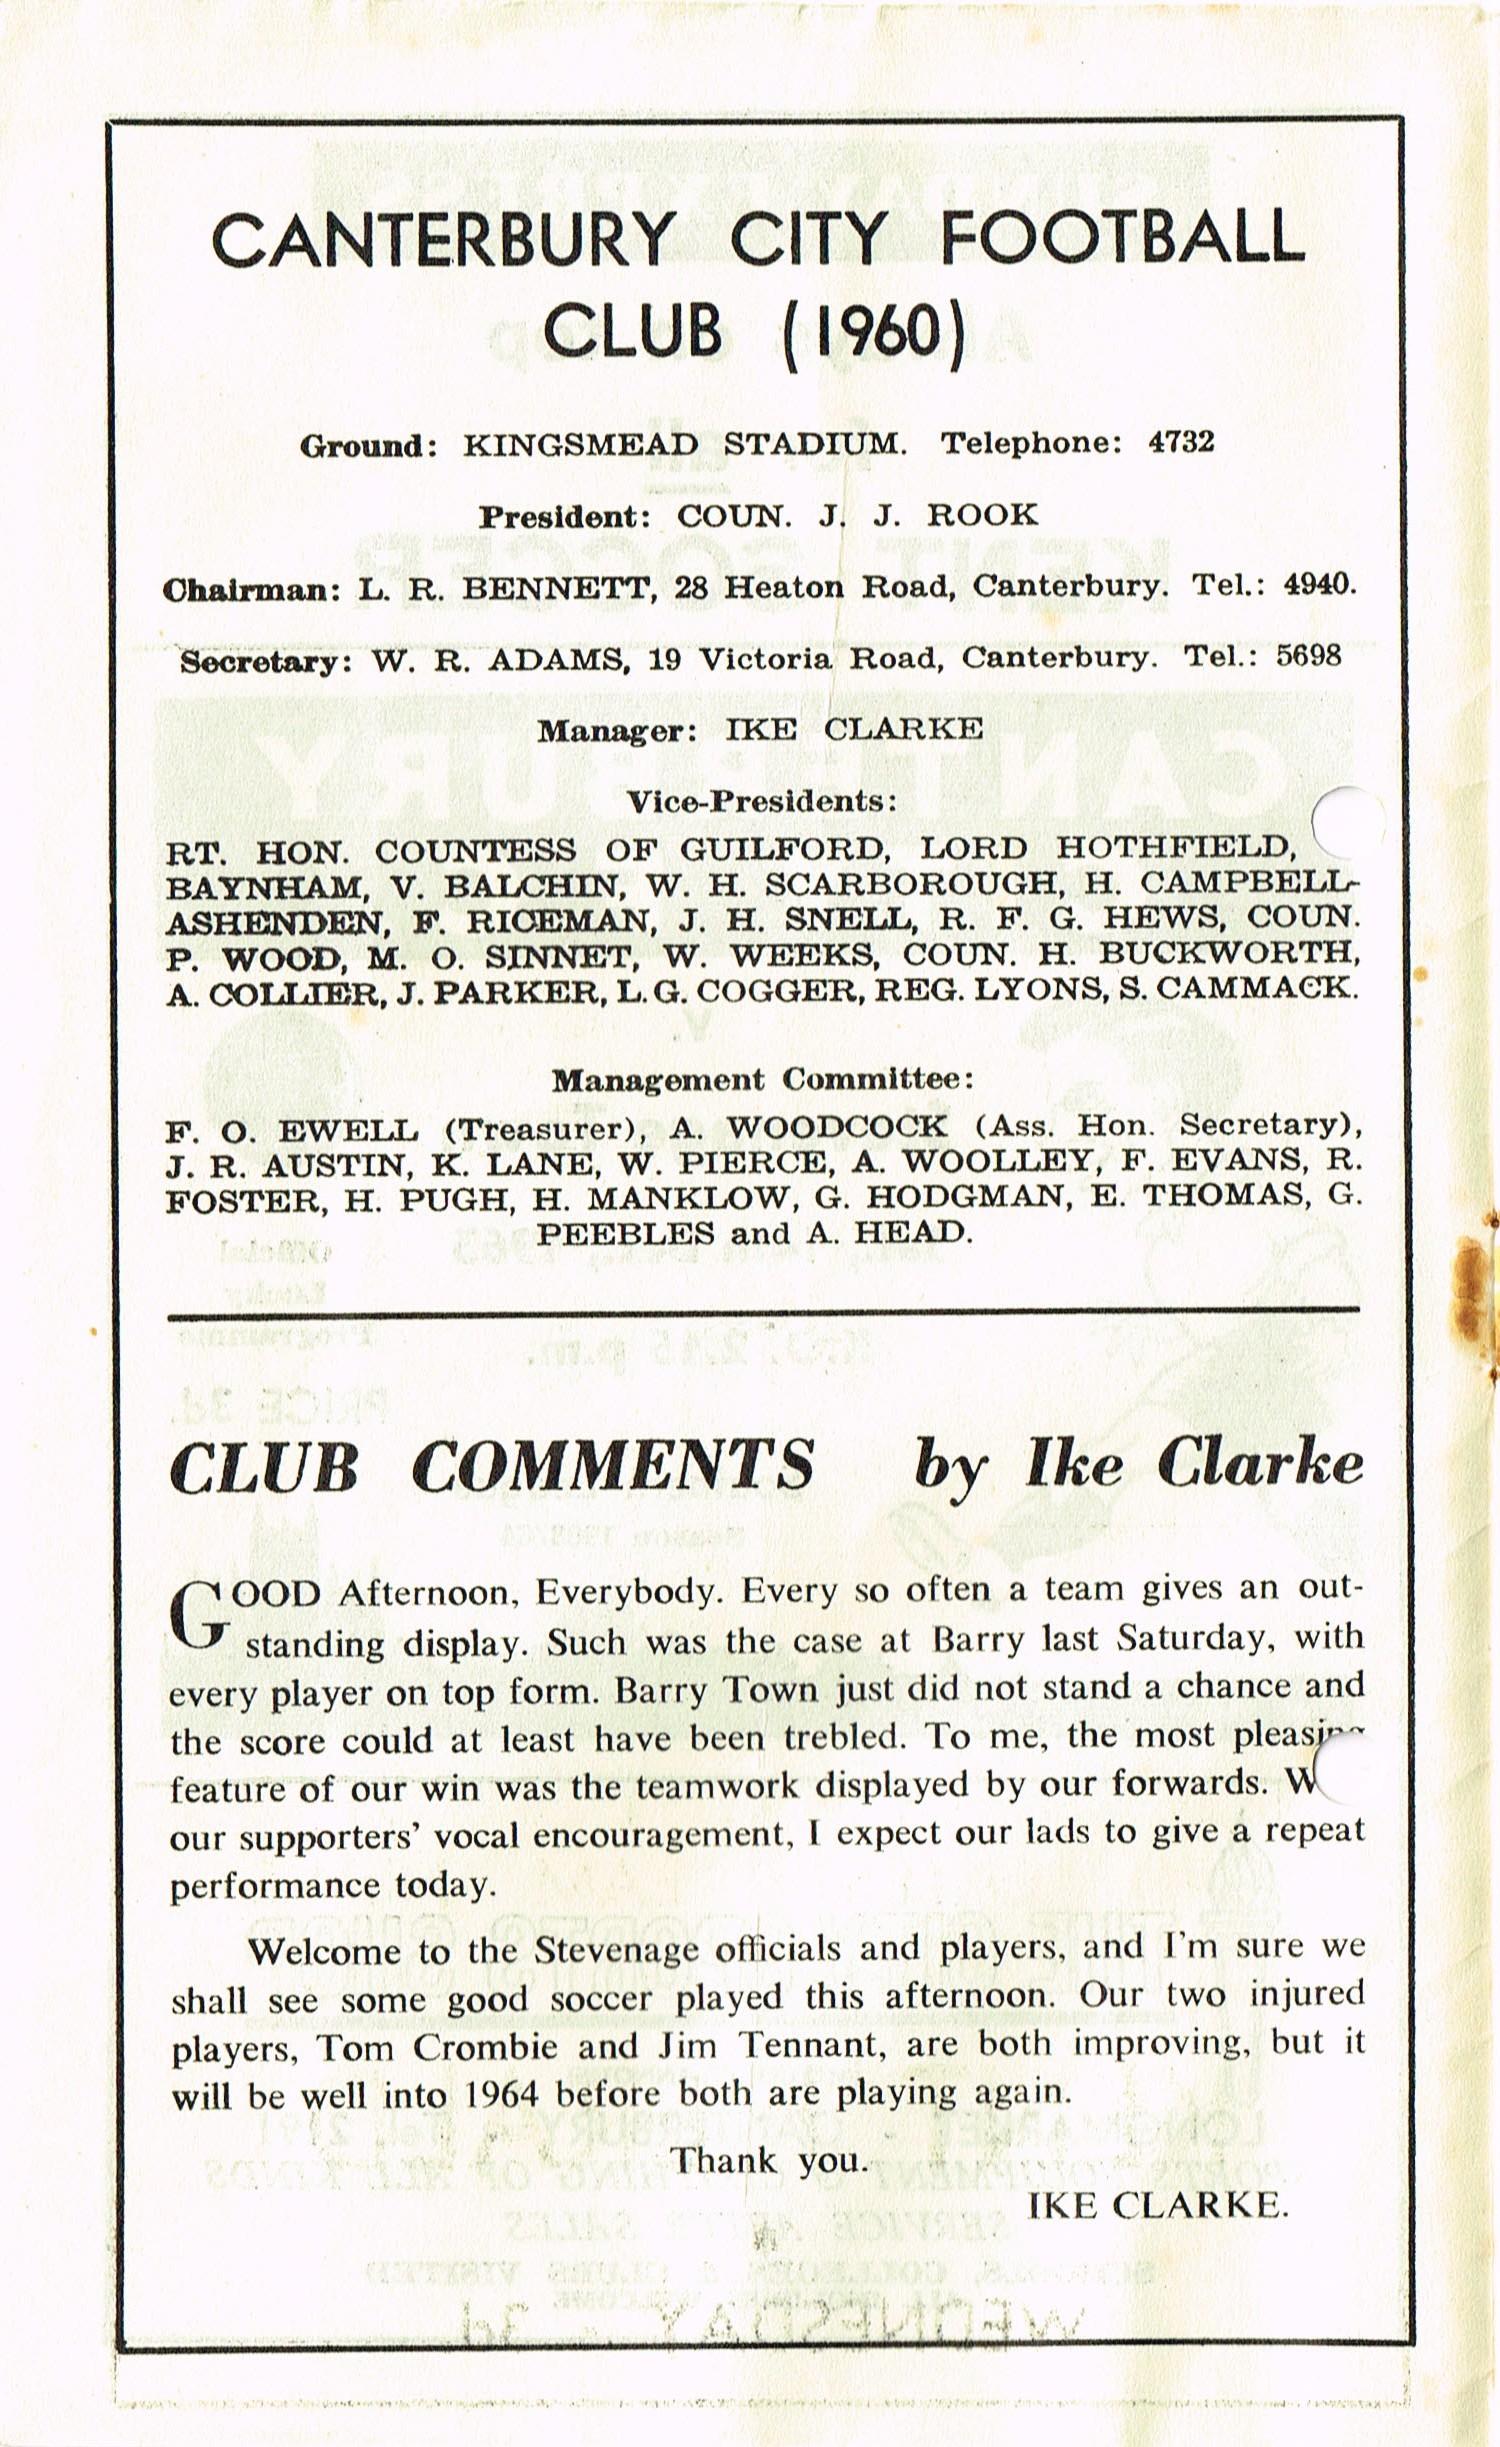 CANTERBURY CITY FOOTBALL
CLUB (1960)
Ground: KINGSMEAD STADIUM. Telephone: 4732
President: COUN. J. J. ROOK
Chairman: L. R. BENNETT, 28 Heaton Road, Canterbury. Tel.: 4940.
Secretary: W. R. ADAMS, 19 Victoria Road, Canterbury. Tel.: 5698
Manager: IKE CLARKE
Vice-Presidents:
RT. HON. COUNTESS OF GUILFORD, LORD HOTHFIELD,
BAYNHAM, V. BALCHIN, W. H. SCARBOROUGH, H. CAMPBELL-
ASHENDEN, F. RICEMAN, J. H. SNELL, R. F. G. HEWS, COUN.
P. WOOD, M. O. SINNET, W. WEEKS, COUN. H. BUCKWORTH,
A. COLLIER, J. PARKER, L. G. COGGER, REG. LYONS, S. CAMMACK.
Management Committee:
F. O. EWELL (Treasurer), A. WOODCOCK (Ass. Hon. Secretary),
J. R. AUSTIN, K. LANE, W. PIERCE, A. WOOLLEY, F. EVANS, R.
FOSTER, H. PUGH, H. MANKLOW, G. HODGMAN, E. THOMAS, G.
PEEBLES and A. HEAD.
CLUB COMMENTS by Ike Clarke
GOOD Afternoon, Everybody. Every so often a team gives an out-
standing display. Such was the case at Barry last Saturday, with
every player on top form. Barry Town just did not stand a chance and
the score could at least have been trebled. To me, the most pleasing
feature of our win was the teamwork displayed by our forwards.
our supporters' vocal encouragement, I expect our lads to give a repeat
performance today.
Welcome to the Stevenage officials and players, and I'm sure we
shall see some good soccer played this afternoon. Our two injured
players, Tom Crombie and Jim Tennant, are both improving, but it
will be well into 1964 before both are playing again.
Thank you.
IKE CLARKE.